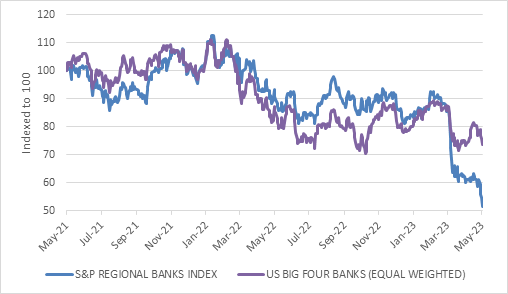 120
110
100
90
80
70
60
50
Indexed to 100
May-21
Jul-21
Sep-21
Nov-21
Jan-22
Mar-22
May-22
Jul-22
Sep-22
Nov-22
Jan-23
Mar-23
May-23
S&P REGIONAL BANKS INDEX
US BIG FOUR BANKS (EQUAL WEIGHTED)